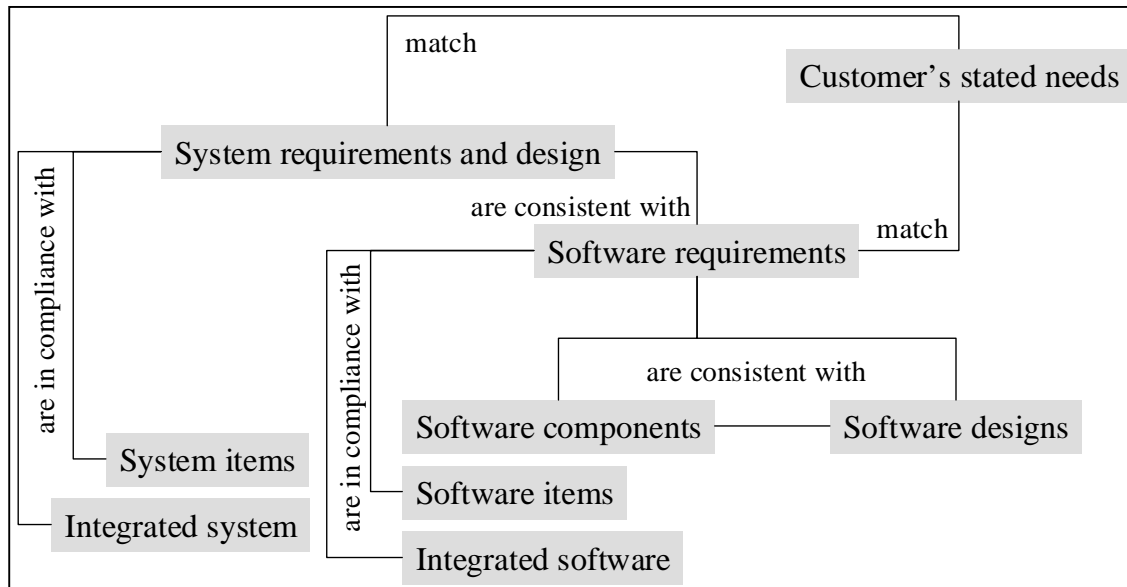 match
Customer’s stated needs
System requirements and design
are in compliance with
are consistent with
match
Software requirements
are in compliance with
are consistent with
Software components
Software designs
System items
Software items
Integrated system
Integrated software